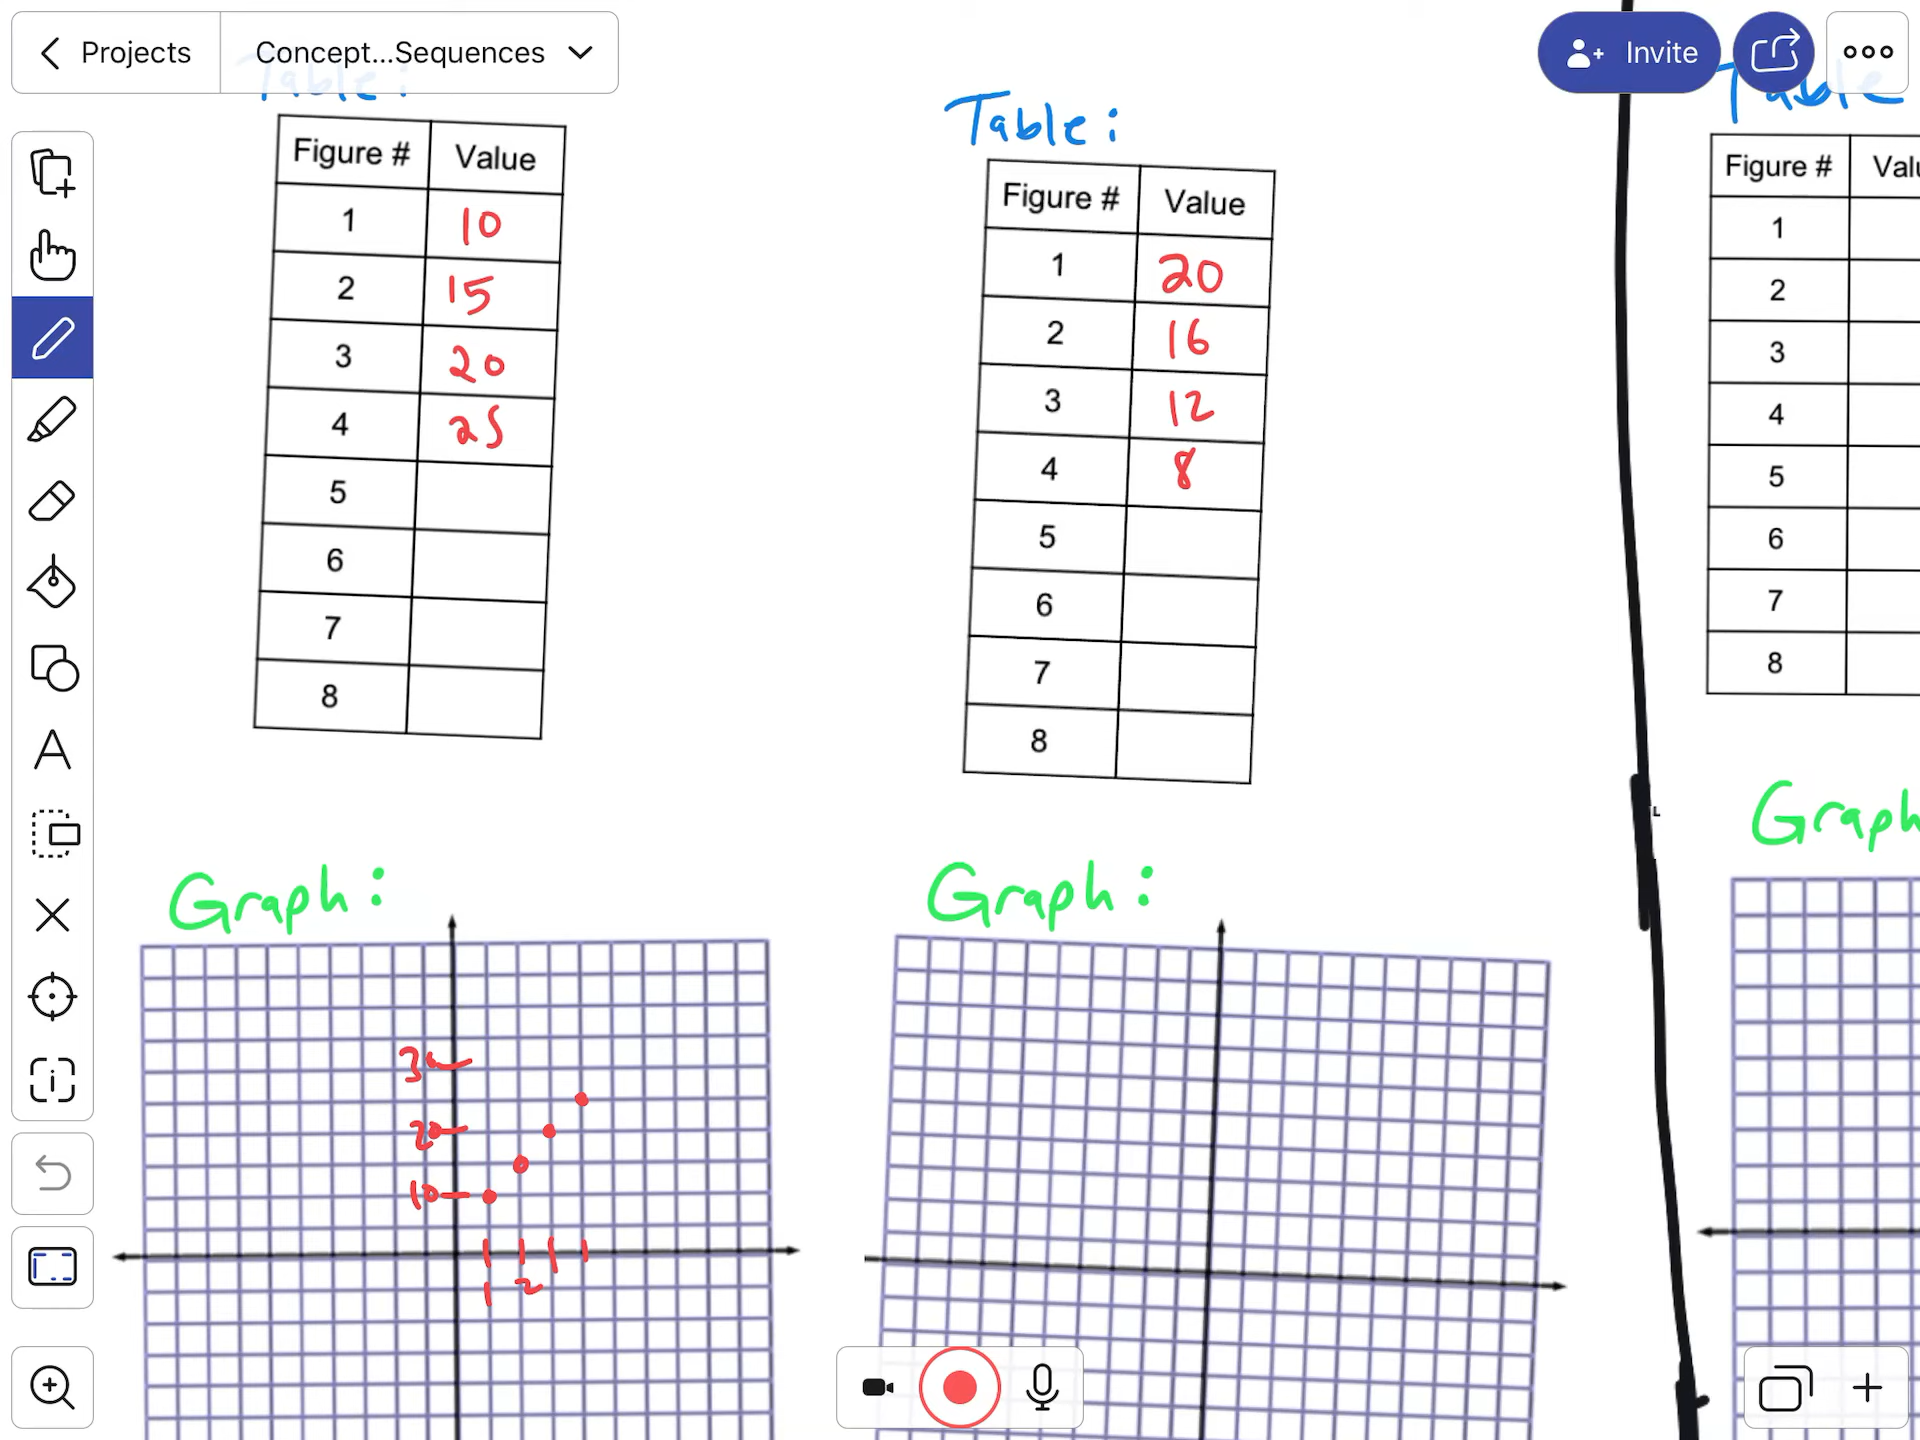 Projects
Concept...Sequences
Invite
Table:
Figure # Value
1 10
2 15
3 20
4 25
5
6
7
8
Table:
Figure # Value
1 20
2 16
3 12
4 8
5
6
7
8
Table
Figure #
1
2
3
4
5
6
7
8
Graph:
30
20
10
1 2
Graph:
Graph